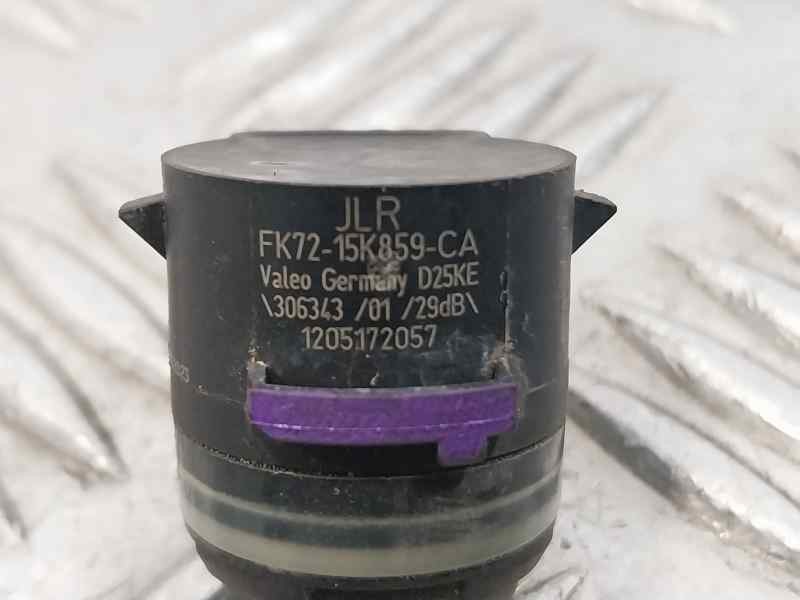 JLR
FK72-15K859-CA
Valeo Germany D25KE
\306343 /01 /29dB\
1205172057